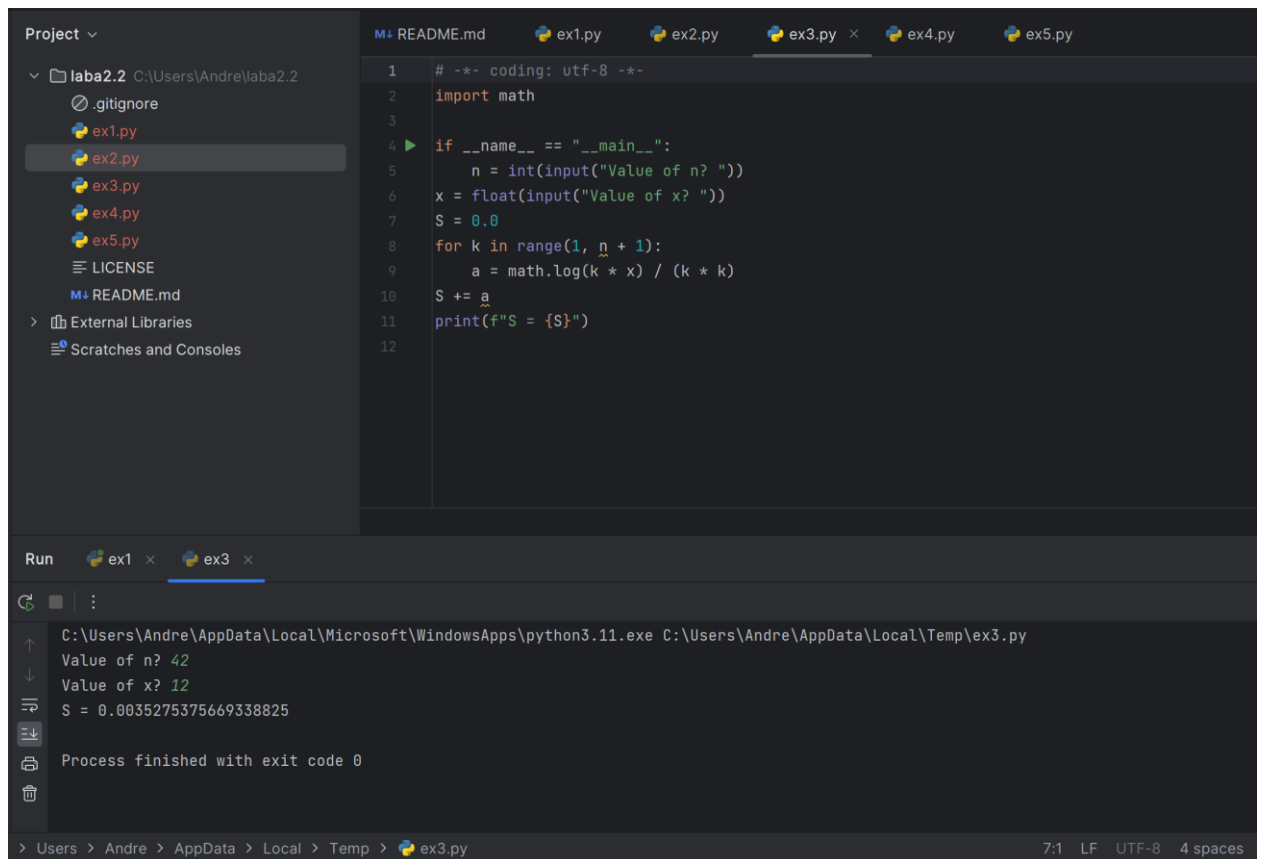 Project
README.md ex1.py ex2.py ex3.py ex4.py ex5.py
laba2.2 C:\Users\Andre\laba2.2
.gitignore
ex1.py
ex2.py
ex3.py
ex4.py
ex5.py
LICENSE
M↓ README.md
External Libraries
Scratches and Consoles
1 # -*- coding: utf-8 -*-
2 import math
3
4 if __name__ == "__main__":
5     n = int(input("Value of n? "))
6 x = float(input("Value of x? "))
7 S = 0.0
8 for k in range(1, n + 1):
9     a = math.log(k * x) / (k * k)
10 S += a
11 print(f"S = {S}")
12
Run ex1 ex3
C:\Users\Andre\AppData\Local\Microsoft\WindowsApps\python3.11.exe C:\Users\Andre\AppData\Local\Temp\ex3.py
Value of n? 42
Value of x? 12
S = 0.0035275375669338825
Process finished with exit code 0
> Users > Andre > AppData > Local > Temp > ex3.py 7:1 LF UTF-8 4 spaces